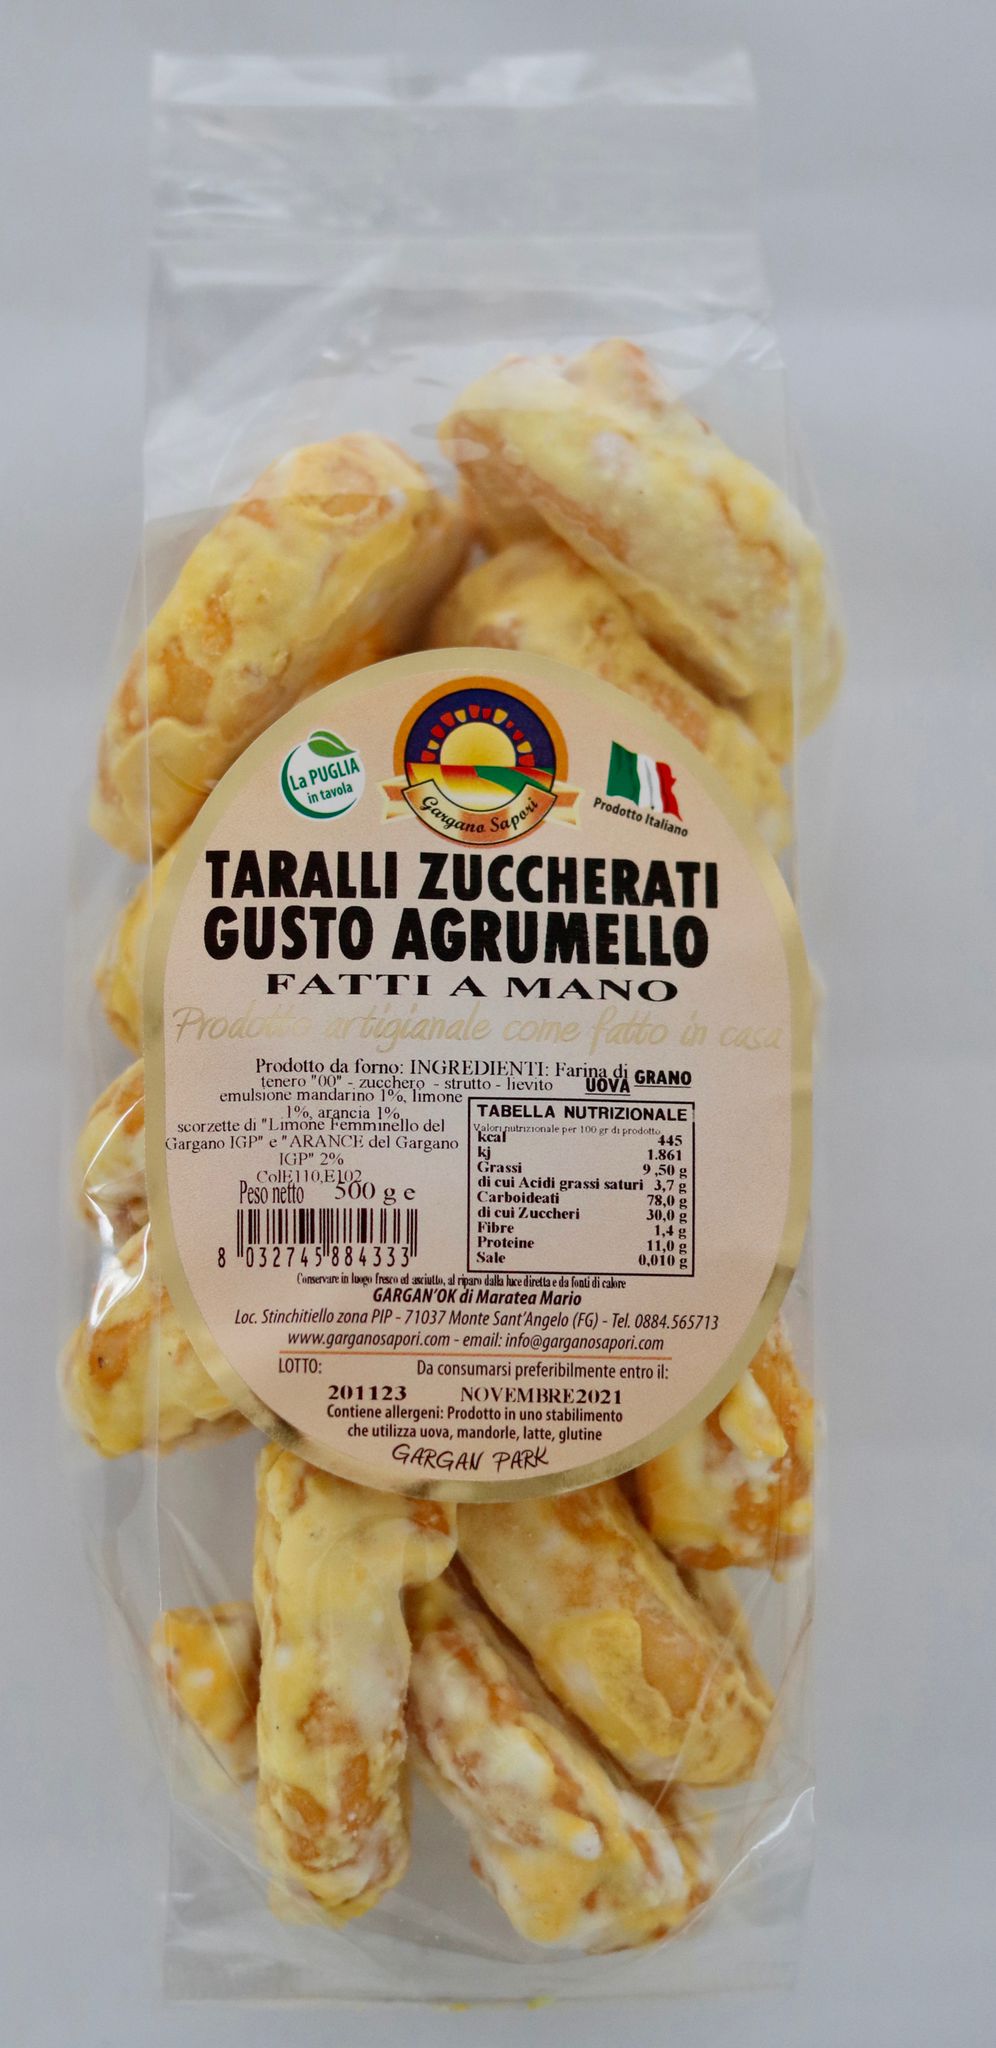 La PUGLIA
in tavola
Gargano Sapori
Prodotto Italiano
TARALLI ZUCCHERATI
GUSTO AGRUMELLO
FATTI A MANO
Prodotto artigianale come fatto in casa
Prodotto da forno: INGREDIENTI: Farina di GRANO
tenero "00" - zucchero - strutto - lievito UOVA
emulsione mandarino 1%, limone
1%, arancia 1%
scorzette di "Limone Femminello del
Gargano IGP" e "ARANCE del Gargano
IGP" 2%
ColE110,E102
Peso netto 500 g e
8 032745 884333
TABELLA NUTRIZIONALE
Valori nutrizionale per 100 gr di prodotto
kcal 445
kj 1.861
Grassi 9,50 g
di cui Acidi grassi saturi 3,7 g
Carboideati 78,0 g
di cui Zuccheri 30,0 g
Fibre 1,4 g
Proteine 11,0 g
Sale 0,010 g
Conservare in luogo fresco ed asciutto, al riparo dalla luce diretta e da fonti di calore
GARGAN'OK di Maratea Mario
Loc. Stinchitiello zona PIP - 71037 Monte Sant'Angelo (FG) - Tel. 0884.565713
www.garganosapori.com - email: info@garganosapori.com
LOTTO: Da consumarsi preferibilmente entro il:
201123 NOVEMBRE2021
Contiene allergeni: Prodotto in uno stabilimento
che utilizza uova, mandorle, latte, glutine
GARGAN PARK